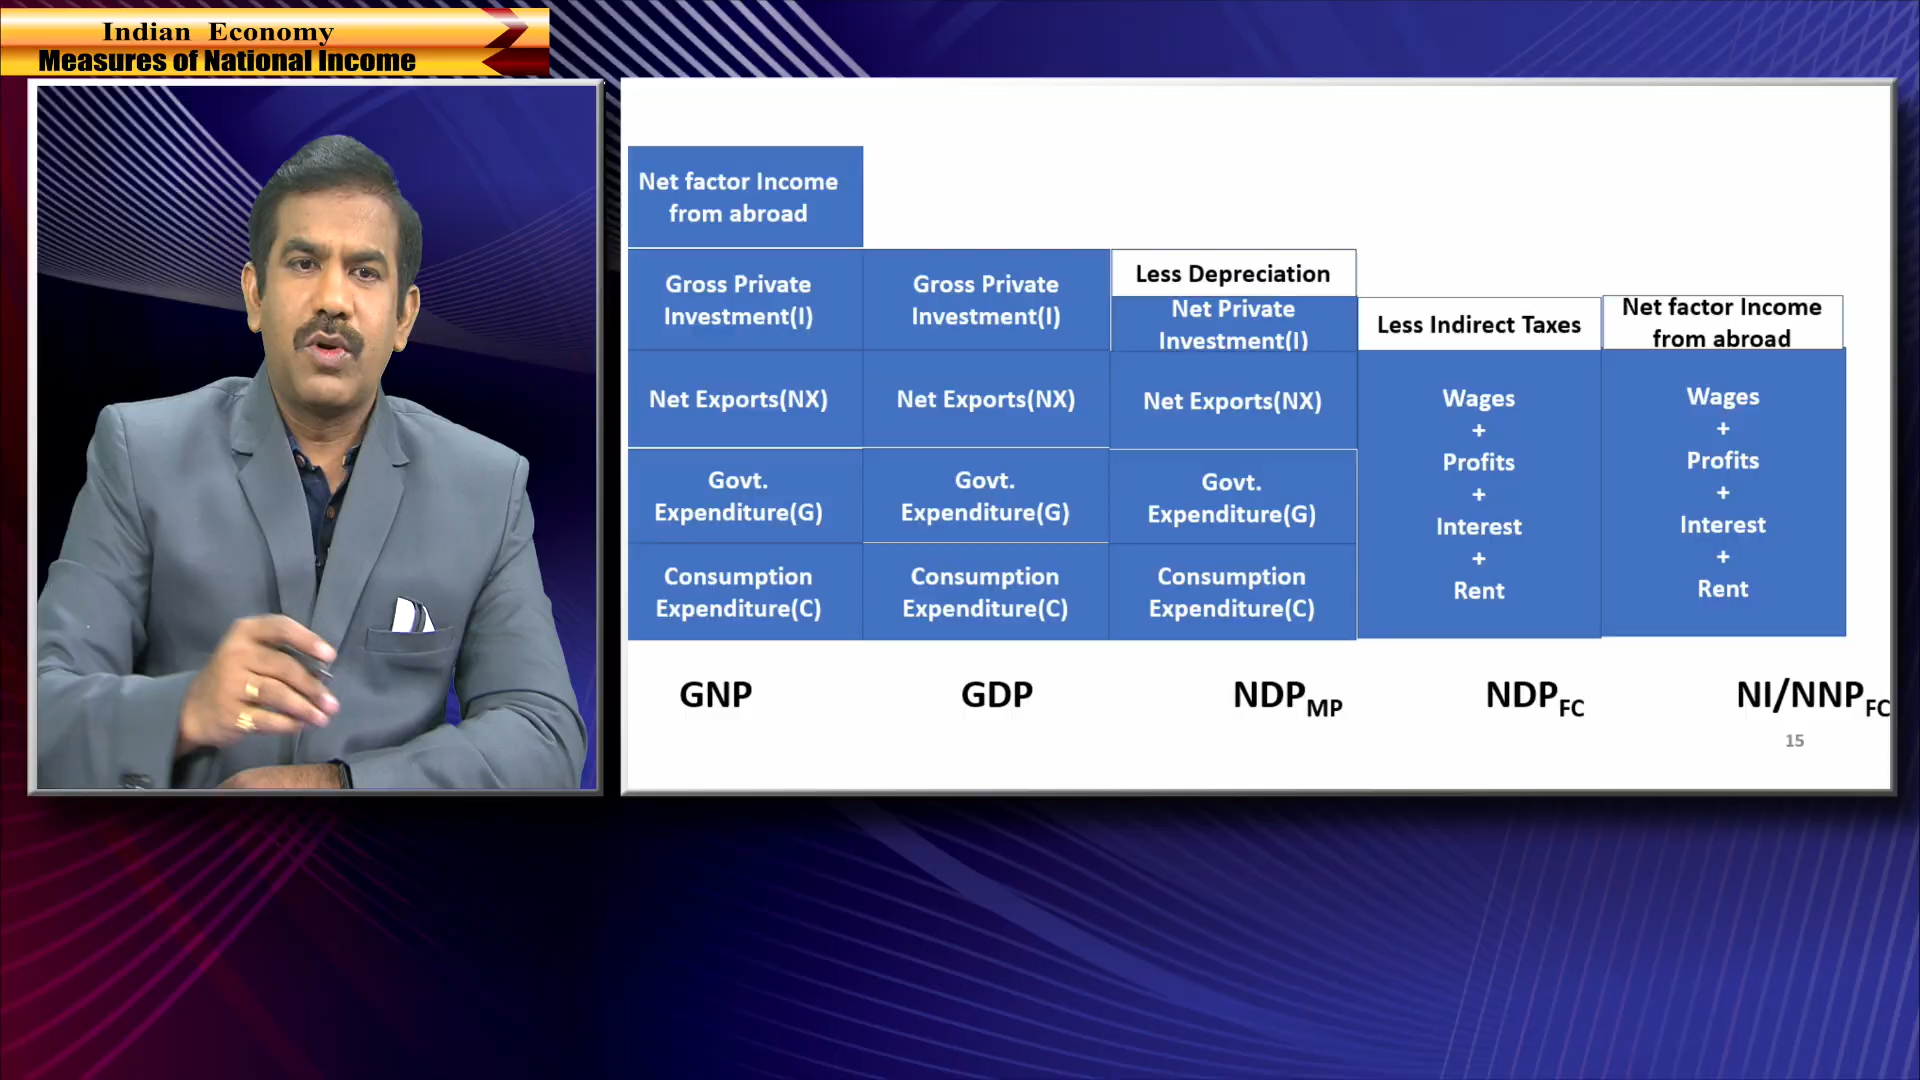 Indian Economy
Measures of National Income
Net factor Income
from abroad
Gross Private
Investment(I)
Net Exports(NX)
Govt.
Expenditure(G)
Consumption
Expenditure(C)
GNP
Gross Private
Investment(I)
Net Exports(NX)
Govt.
Expenditure(G)
Consumption
Expenditure(C)
GDP
Less Depreciation
Net Private
Investment(I)
Net Exports(NX)
Govt.
Expenditure(G)
Consumption
Expenditure(C)
NDPMP
Less Indirect Taxes
Wages
+
Profits
+
Interest
+
Rent
NDPFC
Net factor Income
from abroad
Wages
+
Profits
+
Interest
+
Rent
NI/NNPFC
15